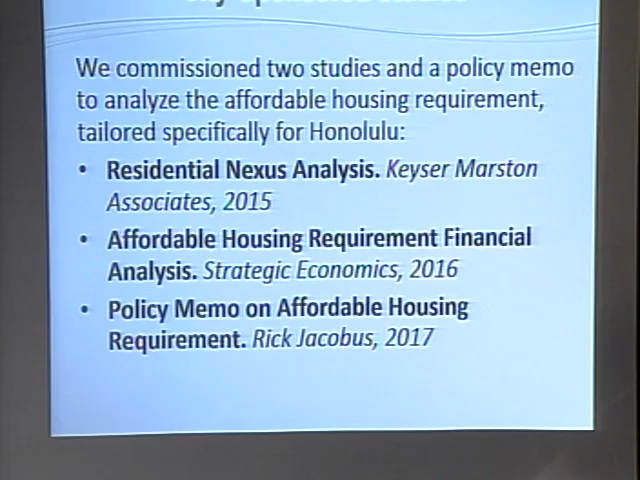 We commissioned two studies and a policy memo
to analyze the affordable housing requirement,
tailored specifically for Honolulu:
• Residential Nexus Analysis. Keyser Marston
Associates, 2015
• Affordable Housing Requirement Financial
Analysis. Strategic Economics, 2016
• Policy Memo on Affordable Housing
Requirement. Rick Jacobus, 2017